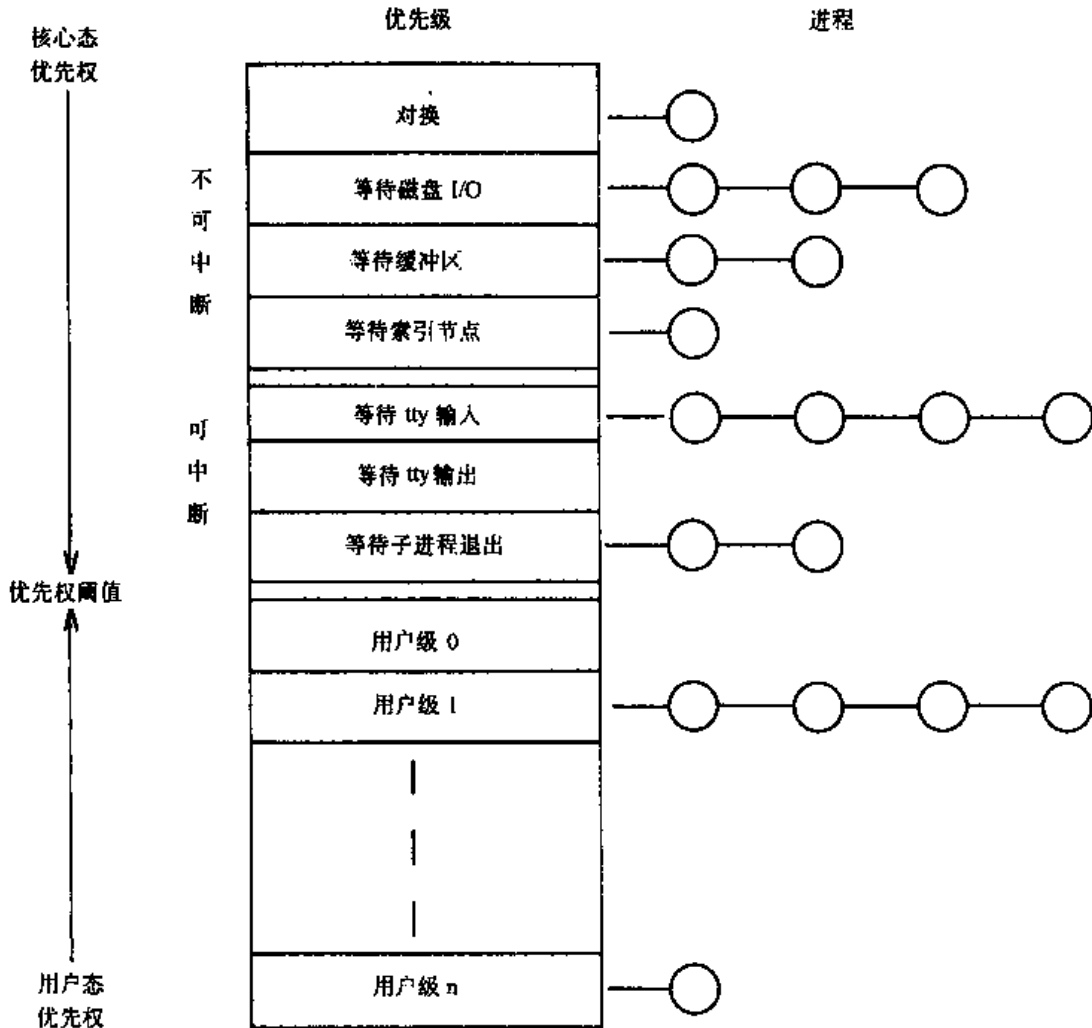 优先级
进程
核心态
优先权
对换
不可中断
等待磁盘 I/O
等待缓冲区
等待索引节点
可中断
等待 tty 输入
等待 tty 输出
等待子进程退出
优先权阈值
用户级 0
用户级 1
用户级 n
用户态
优先权